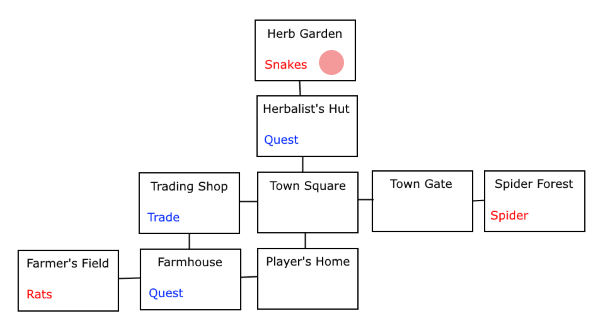 Herb Garden
Snakes
Herbalist's Hut
Quest
Trading Shop
Trade
Town Square
Town Gate
Spider Forest
Spider
Farmer's Field
Rats
Farmhouse
Quest
Player's Home